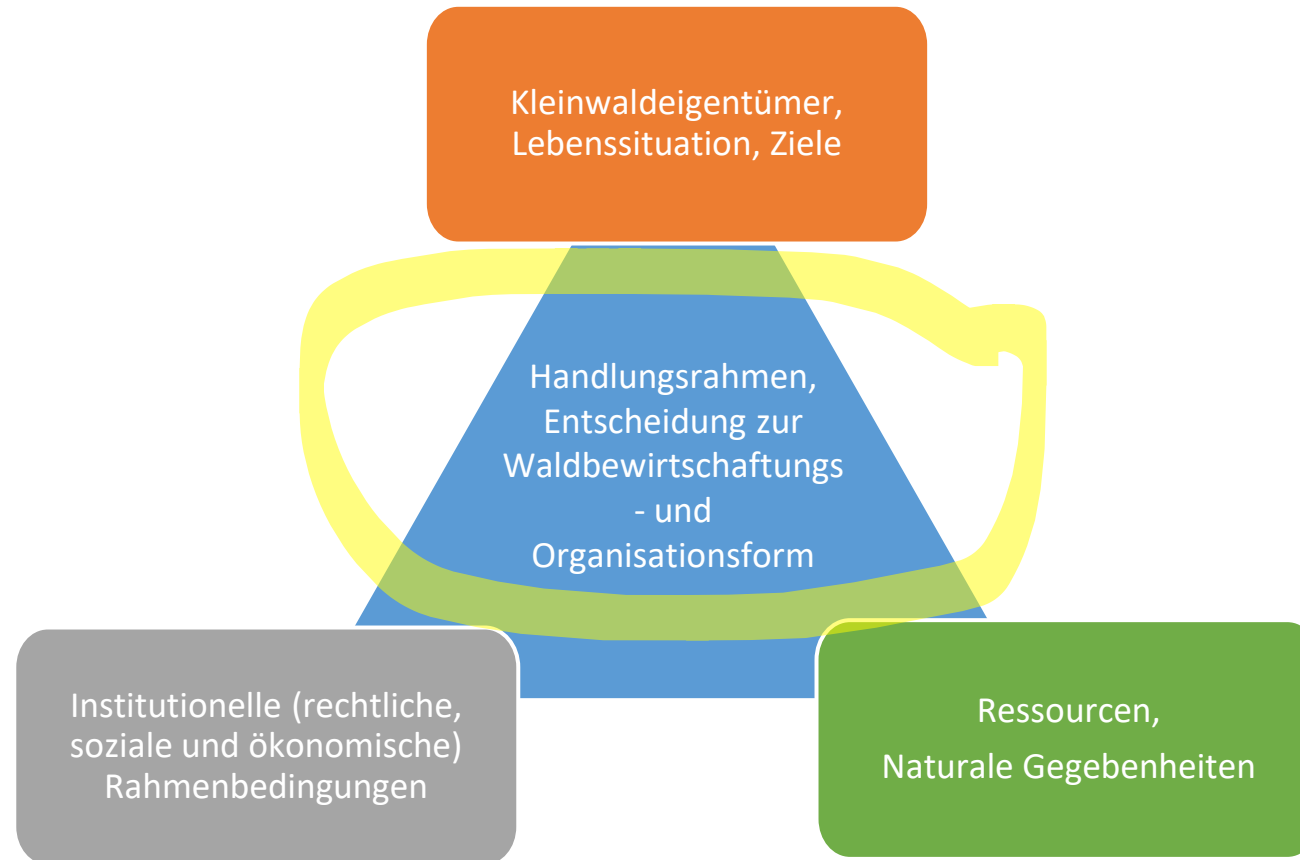 Kleinwaldeigentümer,
Lebenssituation, Ziele
Handlungsrahmen,
Entscheidung zur
Waldbewirtschaftungs
- und
Organisationsform
Institutionelle (rechtliche,
soziale und ökonomische)
Rahmenbedingungen
Ressourcen,
Naturale Gegebenheiten